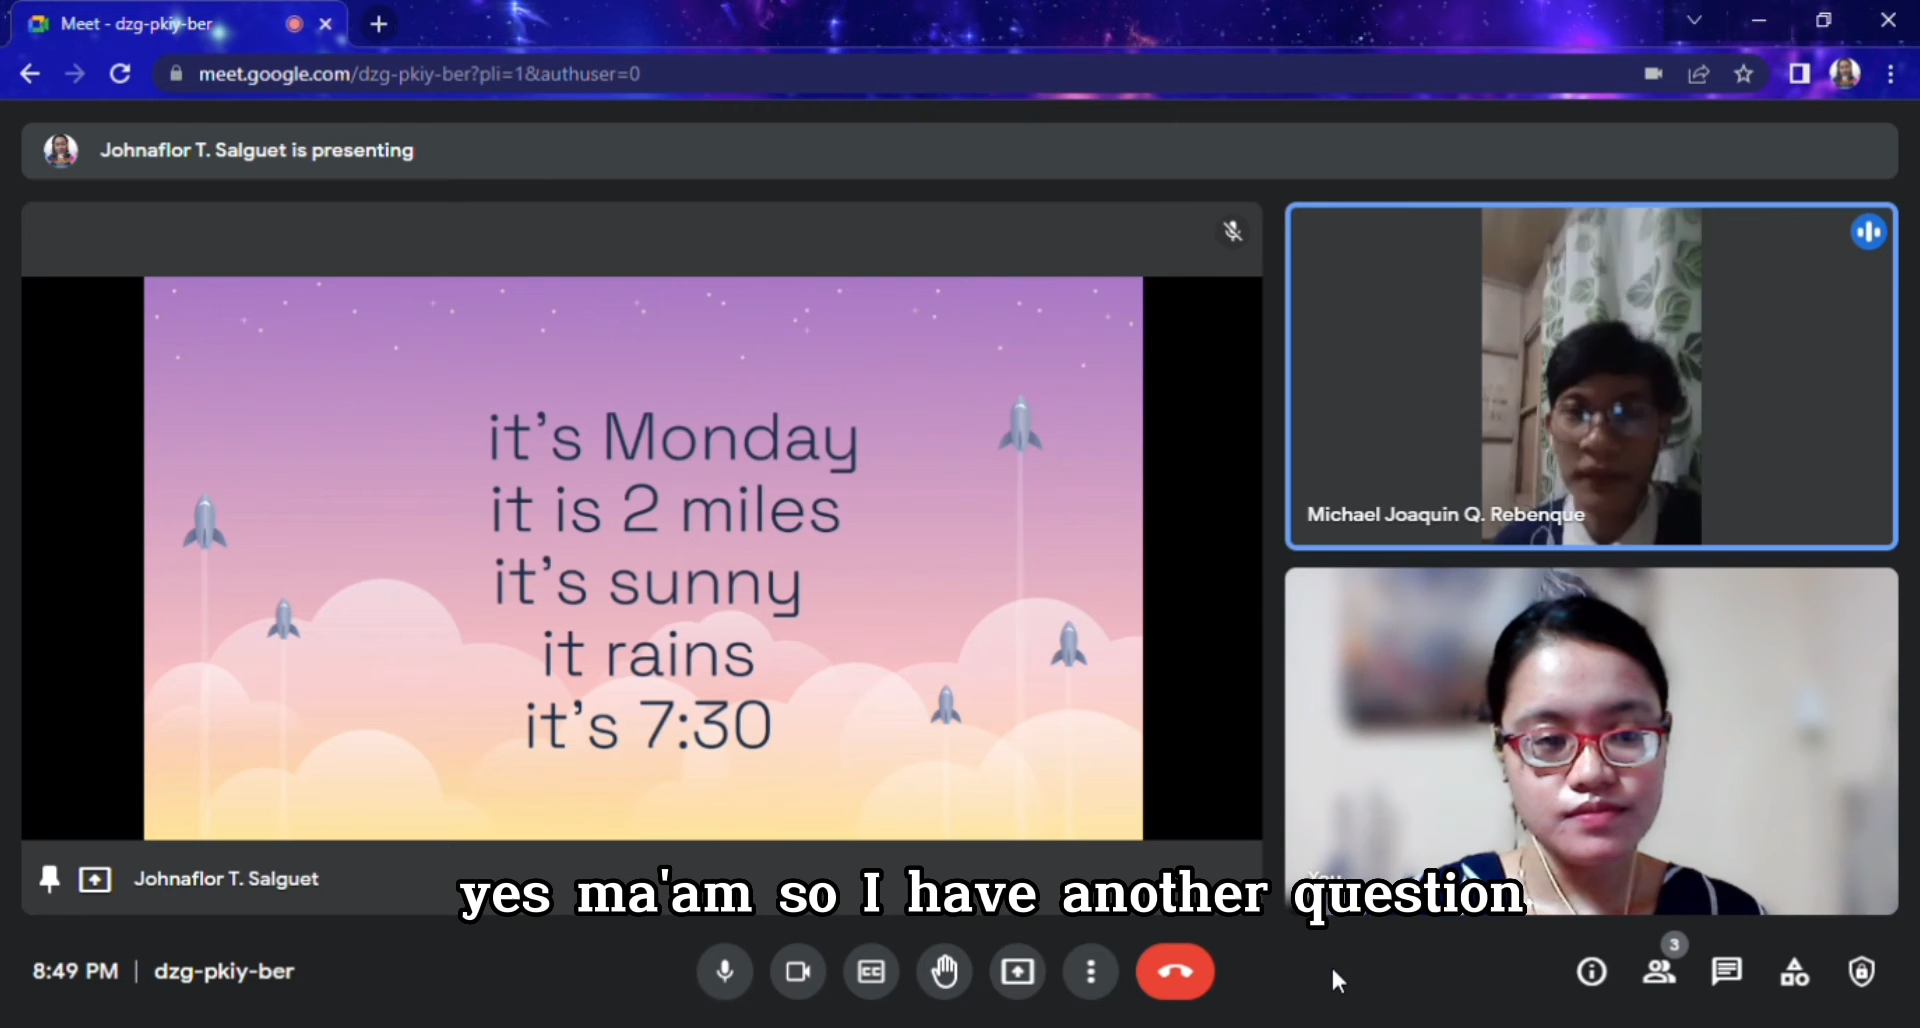 Meet - dzg-pkiy-ber
meet.google.com/dzg-pkiy-ber?pli=1&authuser=0
Johnaflor T. Salguet is presenting
it's Monday
it is 2 miles
it's sunny
it rains
it's 7:30
Michael Joaquin Q. Rebenque
You
Johnaflor T. Salguet
yes ma'am so I have another question
8:49 PM | dzg-pkiy-ber
CC
3